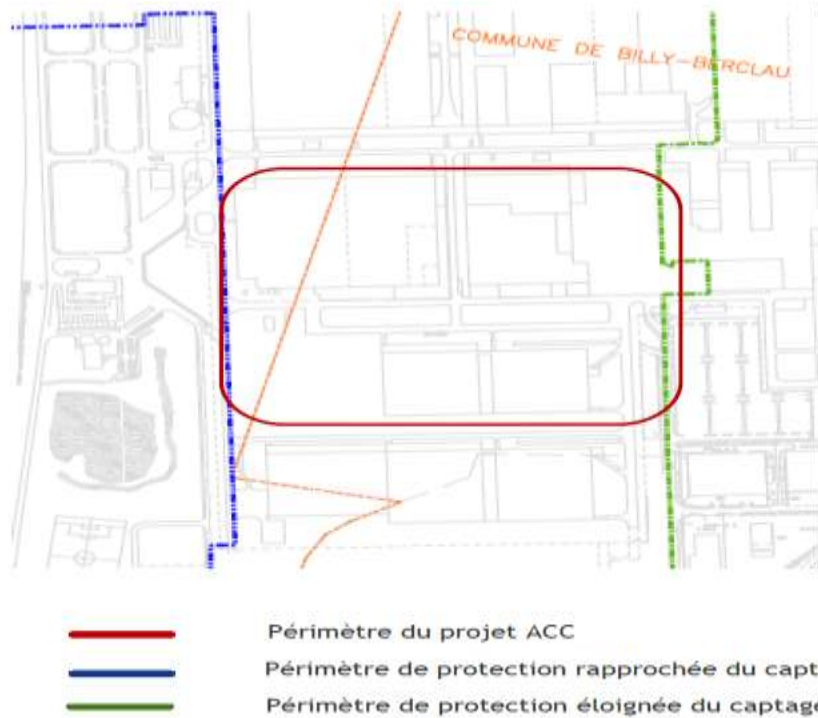 COMMUNE DE BILLY-BERCLAU
Périmètre du projet ACC
Périmètre de protection rapprochée du capt
Périmètre de protection éloignée du captage